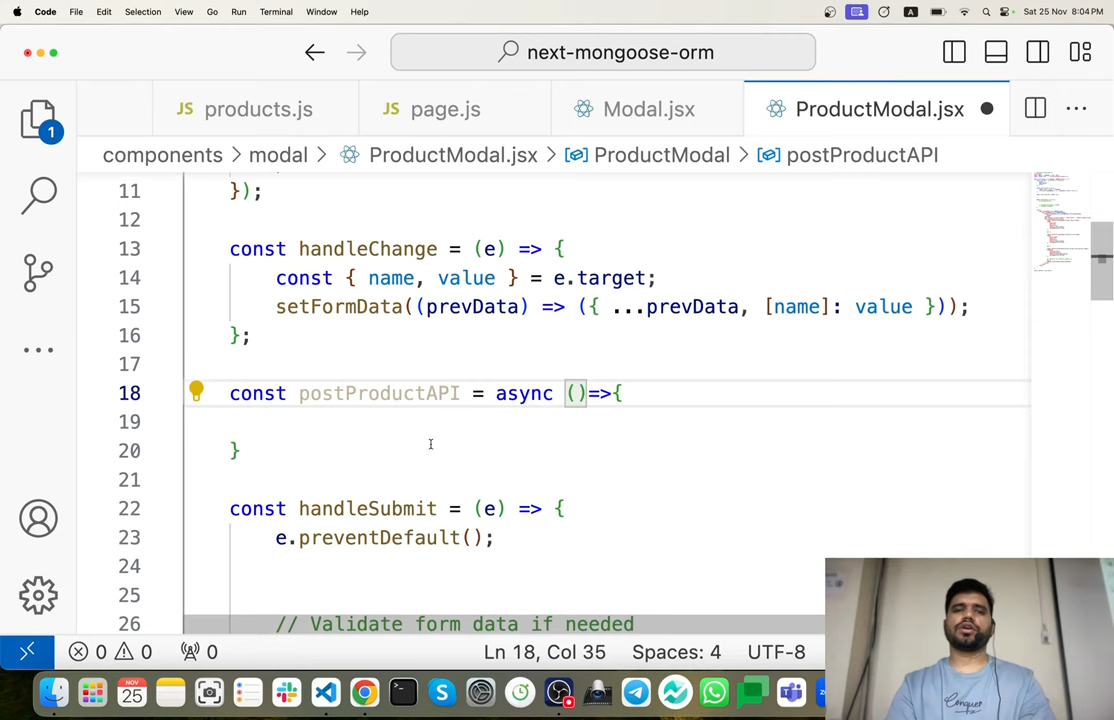 Code File Edit Selection View Go Run Terminal Window Help A Sat 25 Nov 8:04 PM
next-mongoose-orm
JS products.js JS page.js Modal.jsx ProductModal.jsx
1
components > modal > ProductModal.jsx > ProductModal > postProductAPI
11 });
12
13 const handleChange = (e) => {
14 const { name, value } = e.target;
15 setFormData((prevData) => ({ ...prevData, [name]: value }));
16 };
17
18 const postProductAPI = async ()=>{
19
20 }
21
22 const handleSubmit = (e) => {
23 e.preventDefault();
24
25
26 // Validate form data if needed
0 0 0 Ln 18, Col 35 Spaces: 4 UTF-8
NOV
25
Conquer